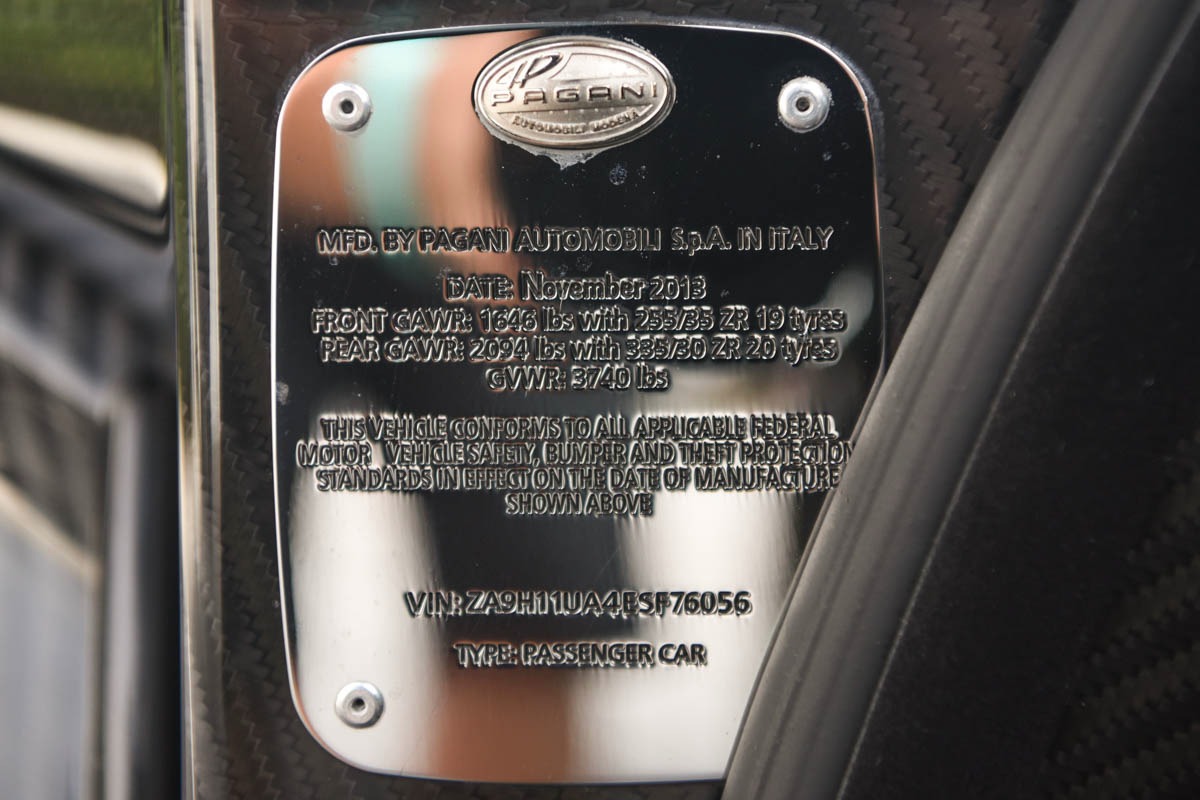 PAGANI
AUTOMOBILI MODENA
MFD. BY PAGANI AUTOMOBILI S.p.A. IN ITALY
DATE: November 2013
FRONT GAWR: 1646 lbs with 255/35 ZR 19 tyres
REAR GAWR: 2094 lbs with 335/30 ZR 20 tyres
GVWR: 3740 lbs
THIS VEHICLE CONFORMS TO ALL APPLICABLE FEDERAL
MOTOR VEHICLE SAFETY, BUMPER AND THEFT PROTECTION
STANDARDS IN EFFECT ON THE DATE OF MANUFACTURE
SHOWN ABOVE
VIN: ZA9H11UA4ESF76056
TYPE: PASSENGER CAR